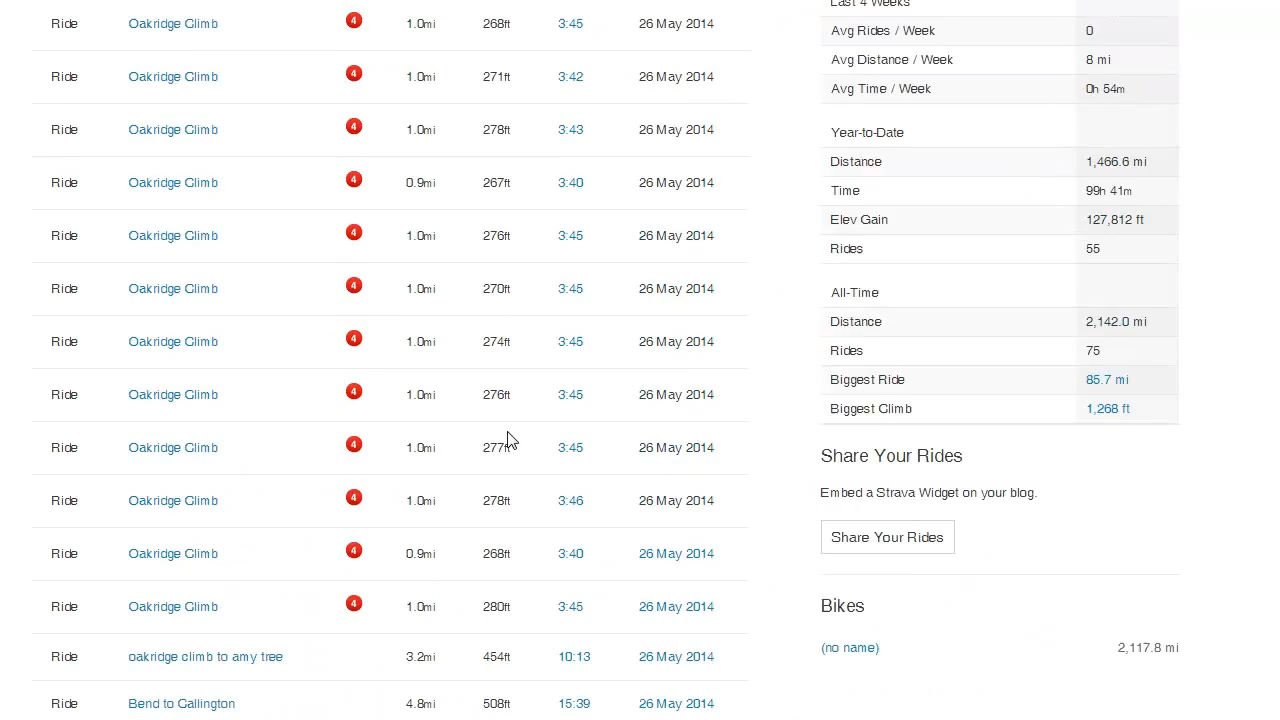 Ride Oakridge Climb 4 1.0mi 268ft 3:45 26 May 2014
Ride Oakridge Climb 4 1.0mi 271ft 3:42 26 May 2014
Ride Oakridge Climb 4 1.0mi 278ft 3:43 26 May 2014
Ride Oakridge Climb 4 0.9mi 267ft 3:40 26 May 2014
Ride Oakridge Climb 4 1.0mi 276ft 3:45 26 May 2014
Ride Oakridge Climb 4 1.0mi 270ft 3:45 26 May 2014
Ride Oakridge Climb 4 1.0mi 274ft 3:45 26 May 2014
Ride Oakridge Climb 4 1.0mi 276ft 3:45 26 May 2014
Ride Oakridge Climb 4 1.0mi 277ft 3:45 26 May 2014
Ride Oakridge Climb 4 1.0mi 278ft 3:46 26 May 2014
Ride Oakridge Climb 4 0.9mi 268ft 3:40 26 May 2014
Ride Oakridge Climb 4 1.0mi 280ft 3:45 26 May 2014
Ride oakridge climb to amy tree 3.2mi 454ft 10:13 26 May 2014
Ride Bend to Callington 4.8mi 508ft 15:39 26 May 2014
Last 4 Weeks
Avg Rides / Week 0
Avg Distance / Week 8 mi
Avg Time / Week 0h 54m
Year-to-Date
Distance 1,466.6 mi
Time 99h 41m
Elev Gain 127,812 ft
Rides 55
All-Time
Distance 2,142.0 mi
Rides 75
Biggest Ride 85.7 mi
Biggest Climb 1,268 ft
Share Your Rides
Embed a Strava Widget on your blog.
Share Your Rides
Bikes
(no name) 2,117.8 mi